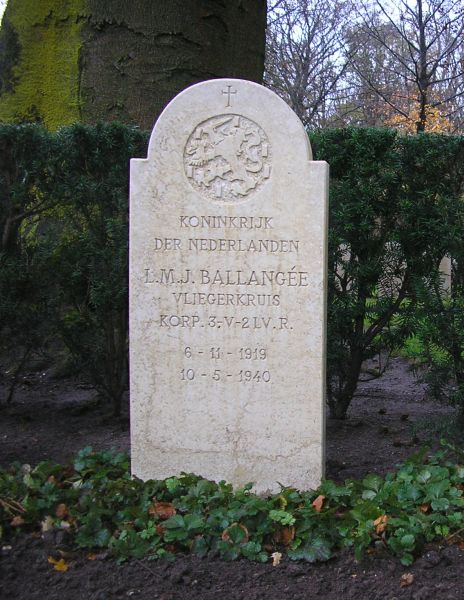 KONINKRIJK
DER NEDERLANDEN
L.M.J. BALLANGÉE
VLIEGERKRUIS
KORP. 3-V-2 LV.R.
6-11-1919
10-5-1940